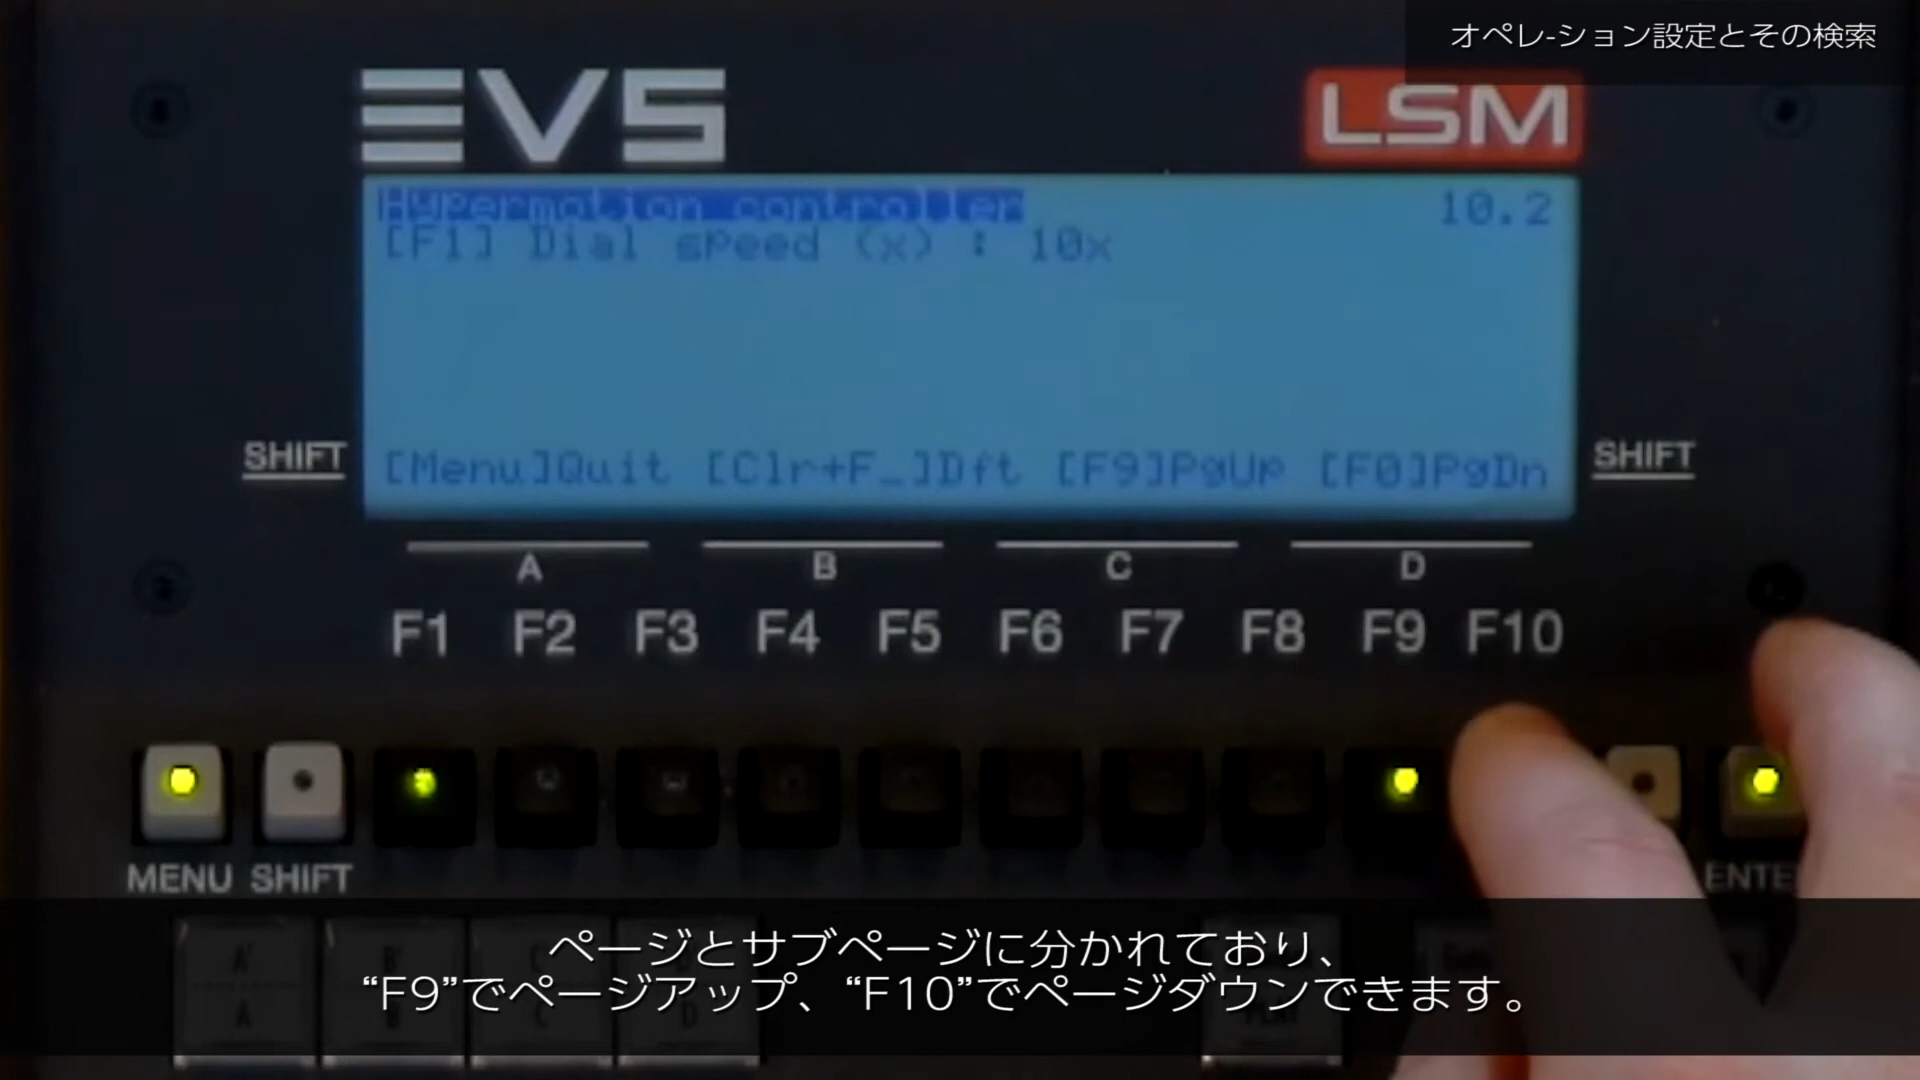 オペレ-ション設定とその検索
EVS
LSM
Hypermotion controller 10.2
[F1] Dial speed (x) : 10x
SHIFT
SHIFT
[Menu]Quit [Clr+F_]Dft [F9]PgUp [F0]PgDn
A B C D
F1 F2 F3 F4 F5 F6 F7 F8 F9 F10
MENU SHIFT
ページとサブページに分かれており、
“F9”でページアップ、“F10”でページダウンできます。
A B C D